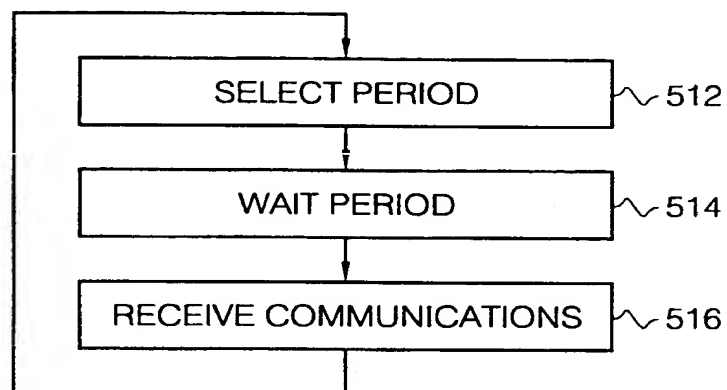 SELECT PERIOD 512
WAIT PERIOD 514
RECEIVE COMMUNICATIONS 516